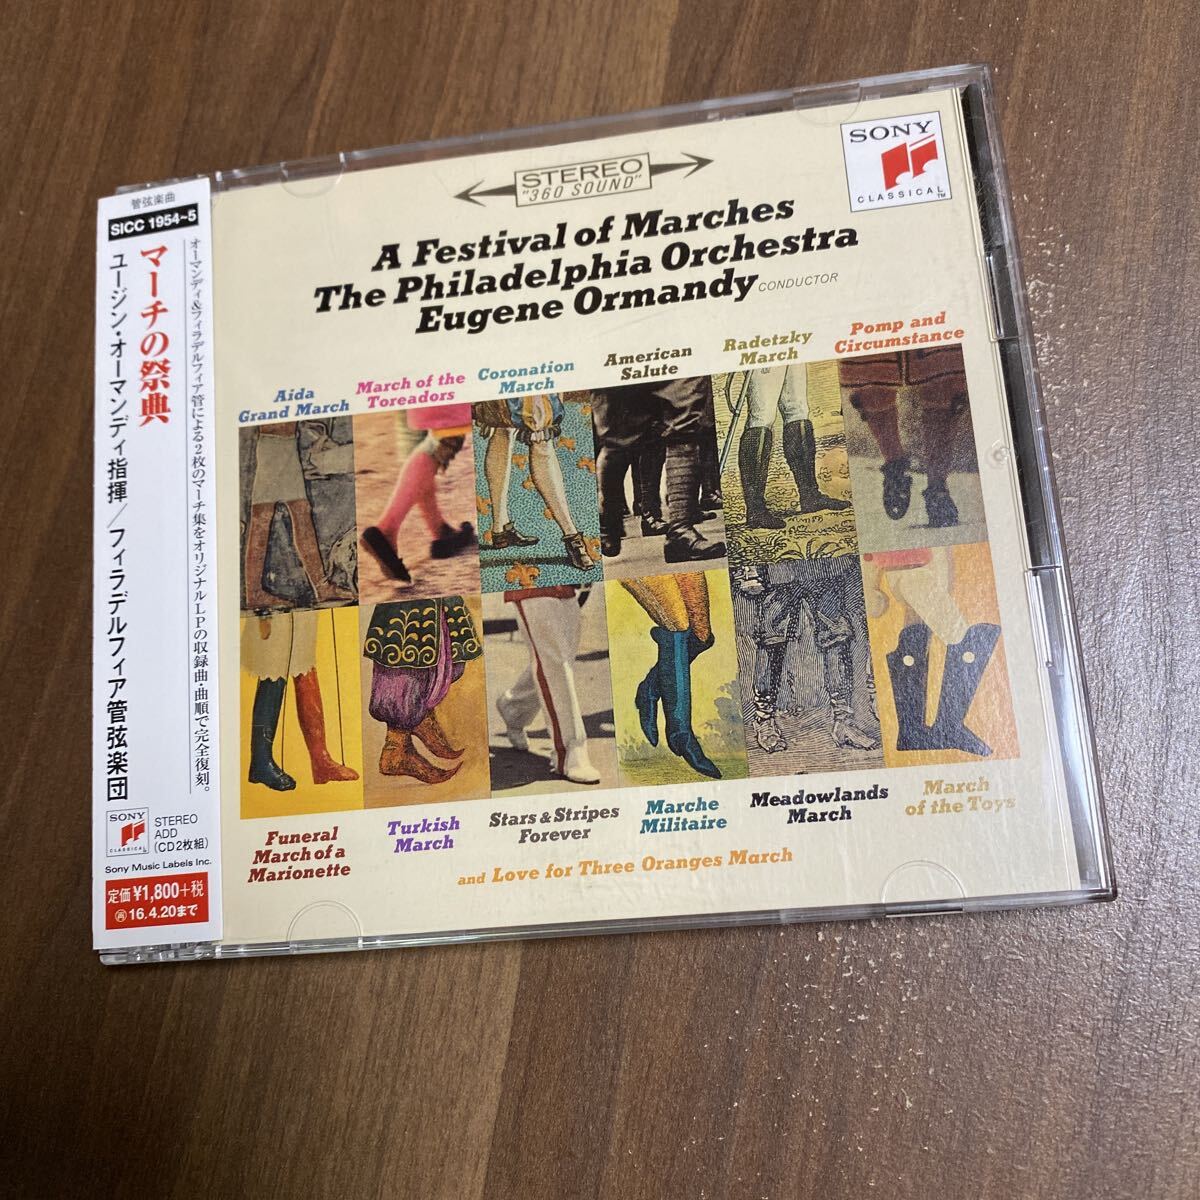 管弦楽曲
SICC 1954~5
マーチの祭典
ユージン・オーマンディ指揮/フィラデルフィア管弦楽団
オーマンディ&フィラデルフィア管による2枚のマーチ集をオリジナルLPの収録曲・曲順で完全復刻。
SONY
CLASSICAL
STEREO
ADD
(CD2枚組)
Sony Music Labels Inc.
定価¥1,800+税
再16.4.20まで
STEREO
"360 SOUND"
SONY
CLASSICAL™
A Festival of Marches
The Philadelphia Orchestra
Eugene Ormandy CONDUCTOR
Aida
Grand March
March of the
Toreadors
Coronation
March
American
Salute
Radetzky
March
Pomp and
Circumstance
Funeral
March of a
Marionette
Turkish
March
Stars & Stripes
Forever
Marche
Militaire
Meadowlands
March
March
of the Toys
and Love for Three Oranges March